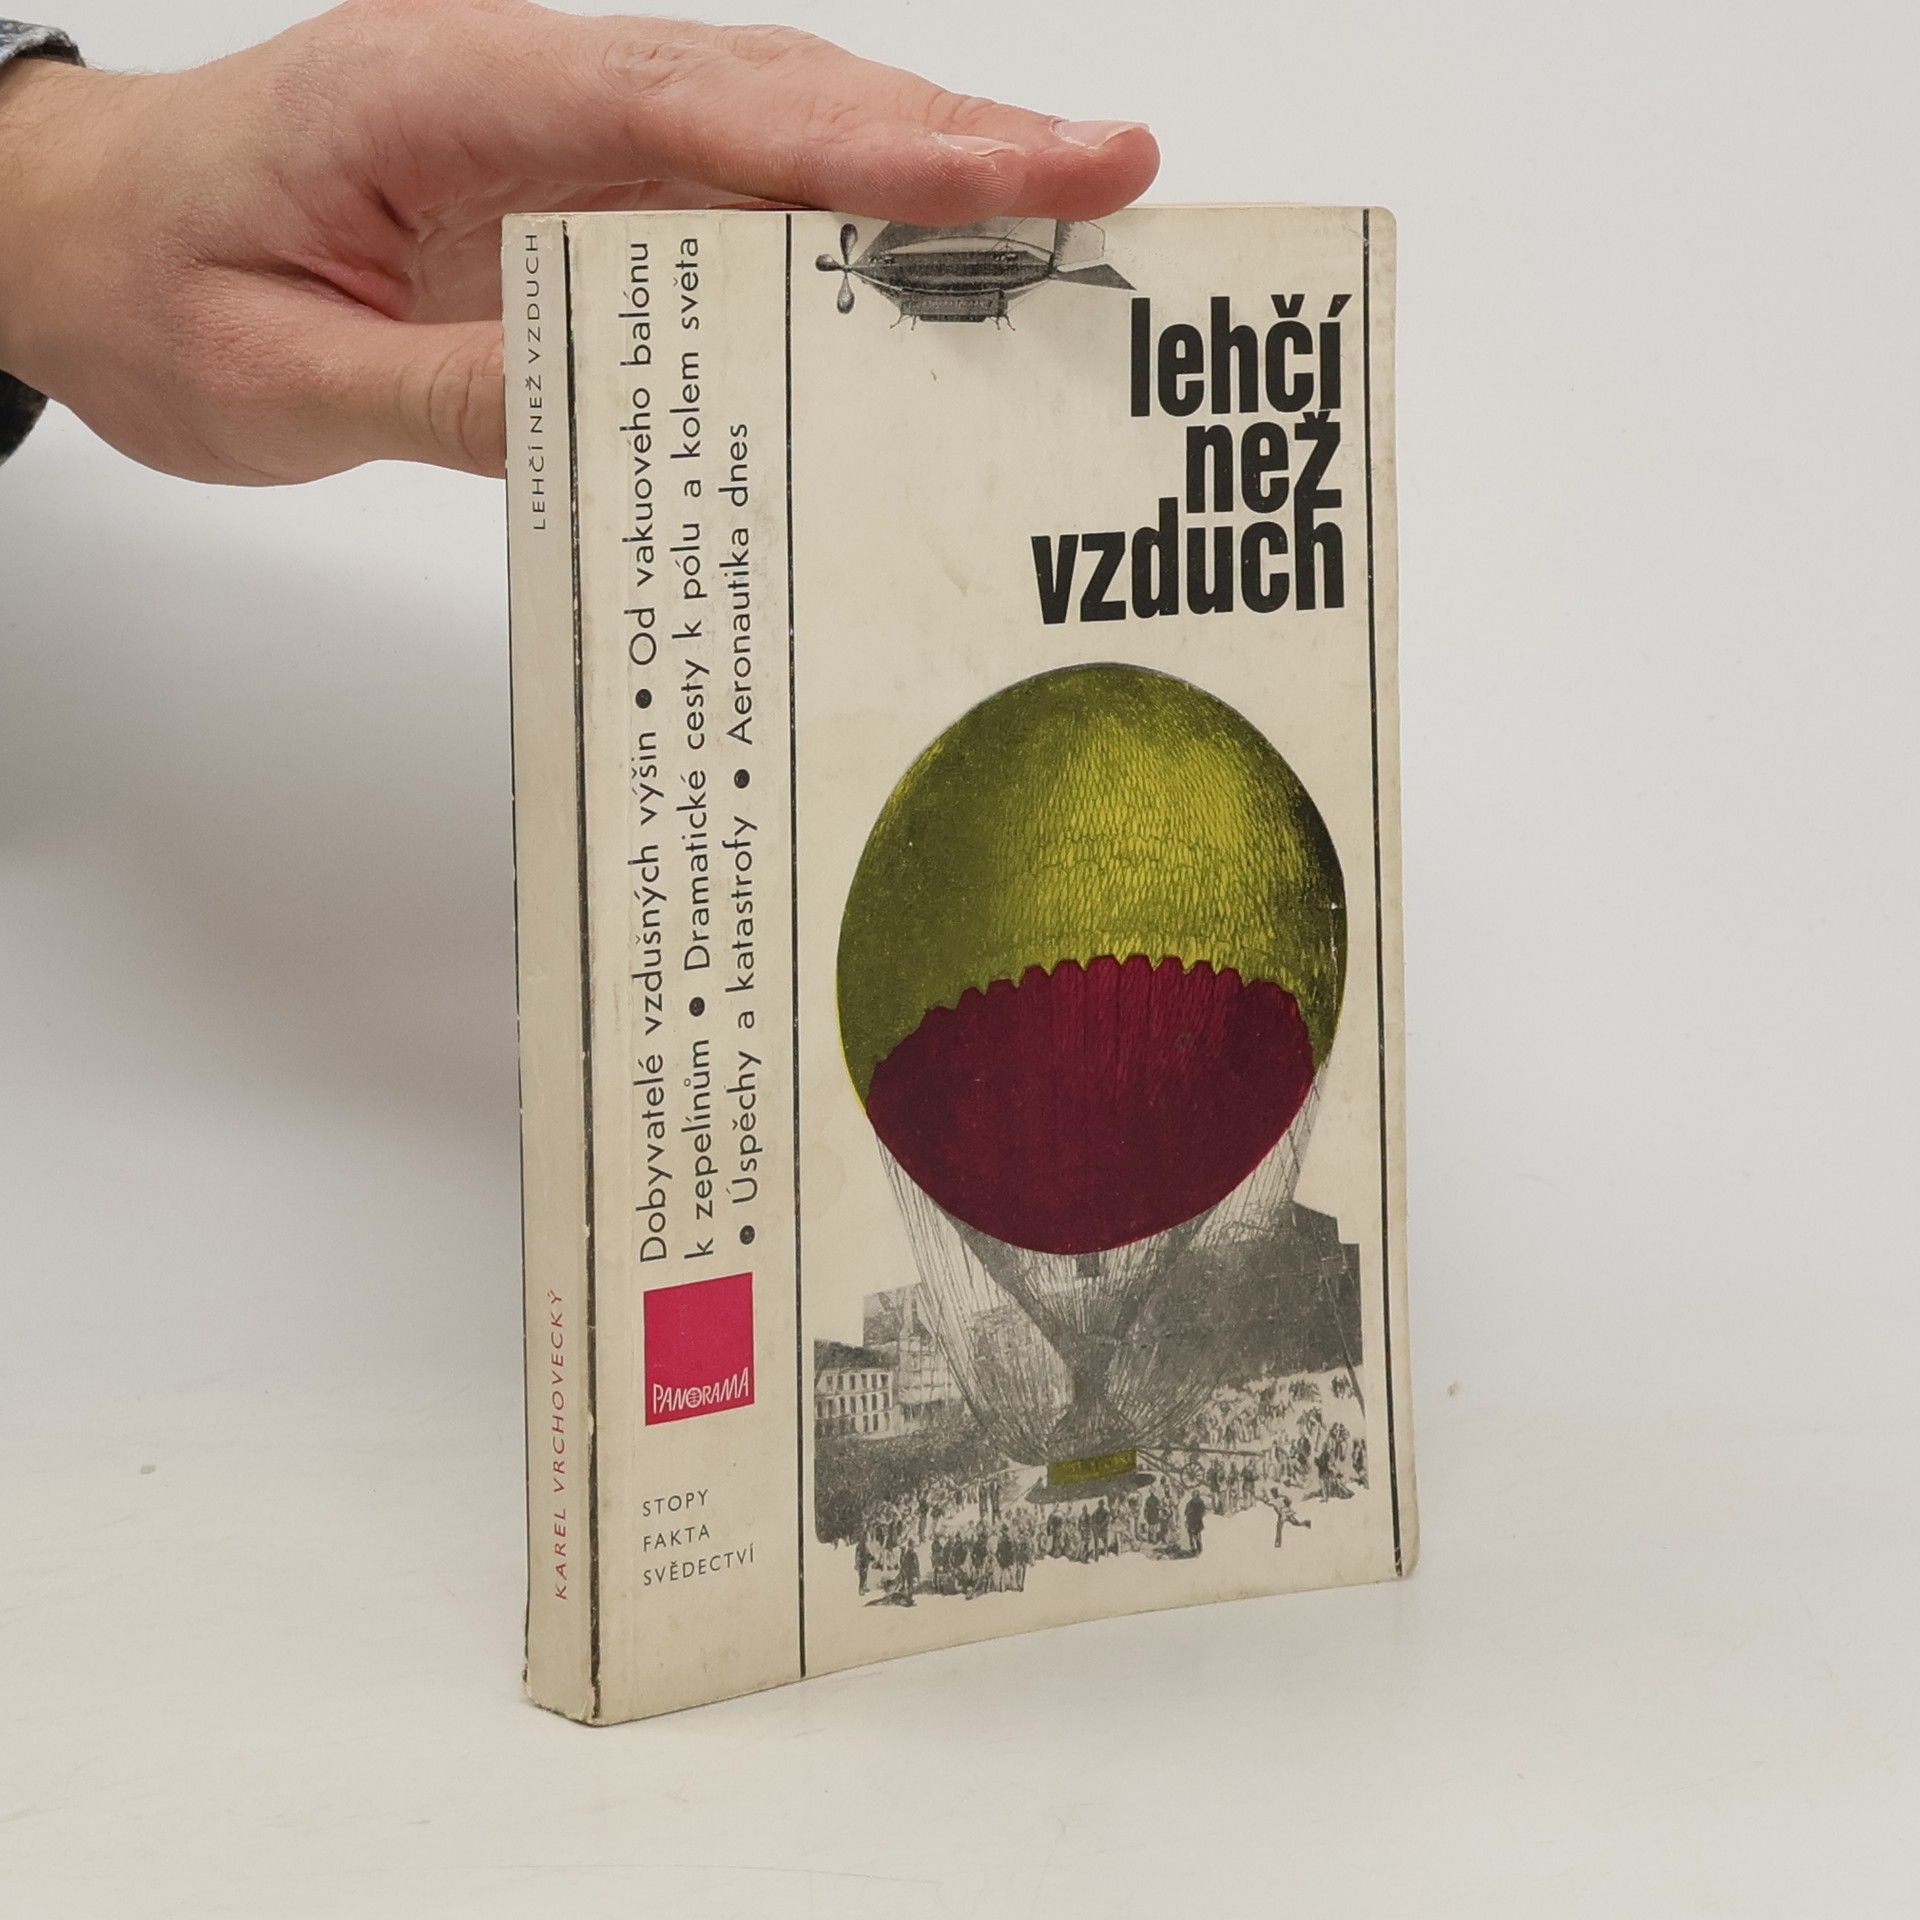 LEHČÍ NEŽ VZDUCH
KAREL VRCHOVECKÝ
Dobyvatelé vzdušných výšin • Od vakuového balónu
k zepelínům • Dramatické cesty k pólu a kolem světa
• Úspěchy a katastrofy • Aeronautika dnes
PANORAMA
STOPY
FAKTA
SVĚDECTVÍ
lehčí
než
vzduch